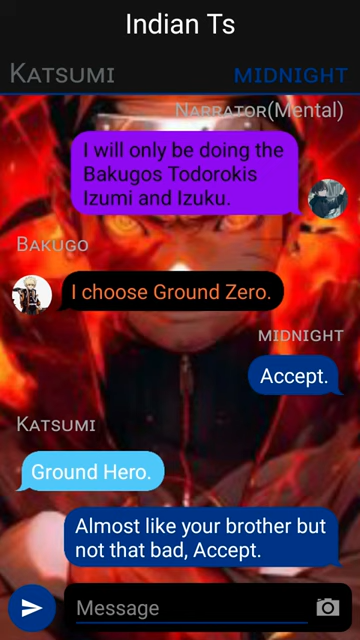 Indian Ts
KATSUMI MIDNIGHT
NARRATOR(MENTAL)
I will only be doing the
Bakugos Todorokis
Izumi and Izuku.
BAKUGO
I choose Ground Zero.
MIDNIGHT
Accept.
KATSUMI
Ground Hero.
Almost like your brother but
not that bad, Accept.
Message